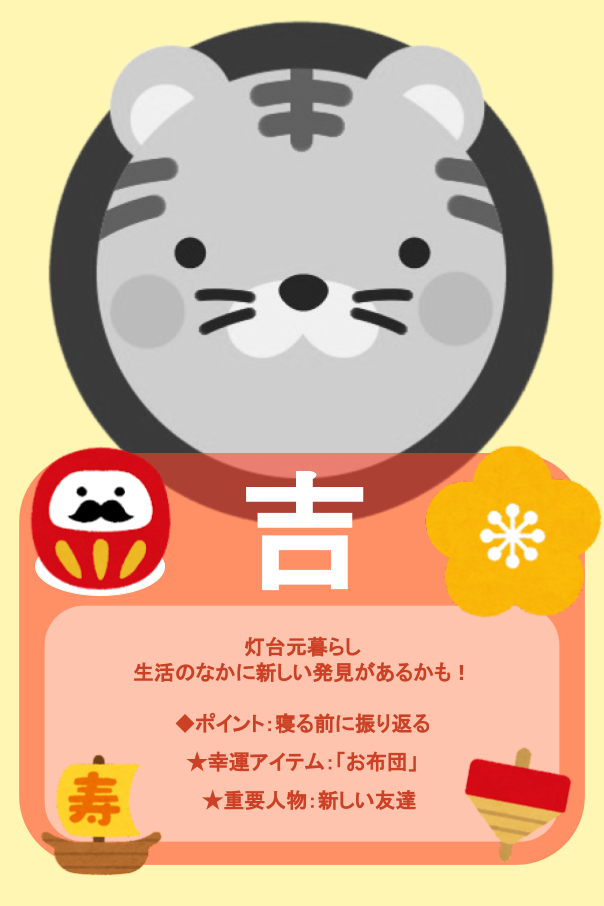 吉
灯台元暮らし
生活のなかに新しい発見があるかも！
◆ポイント：寝る前に振り返る
★幸運アイテム：「お布団」
★重要人物：新しい友達
寿